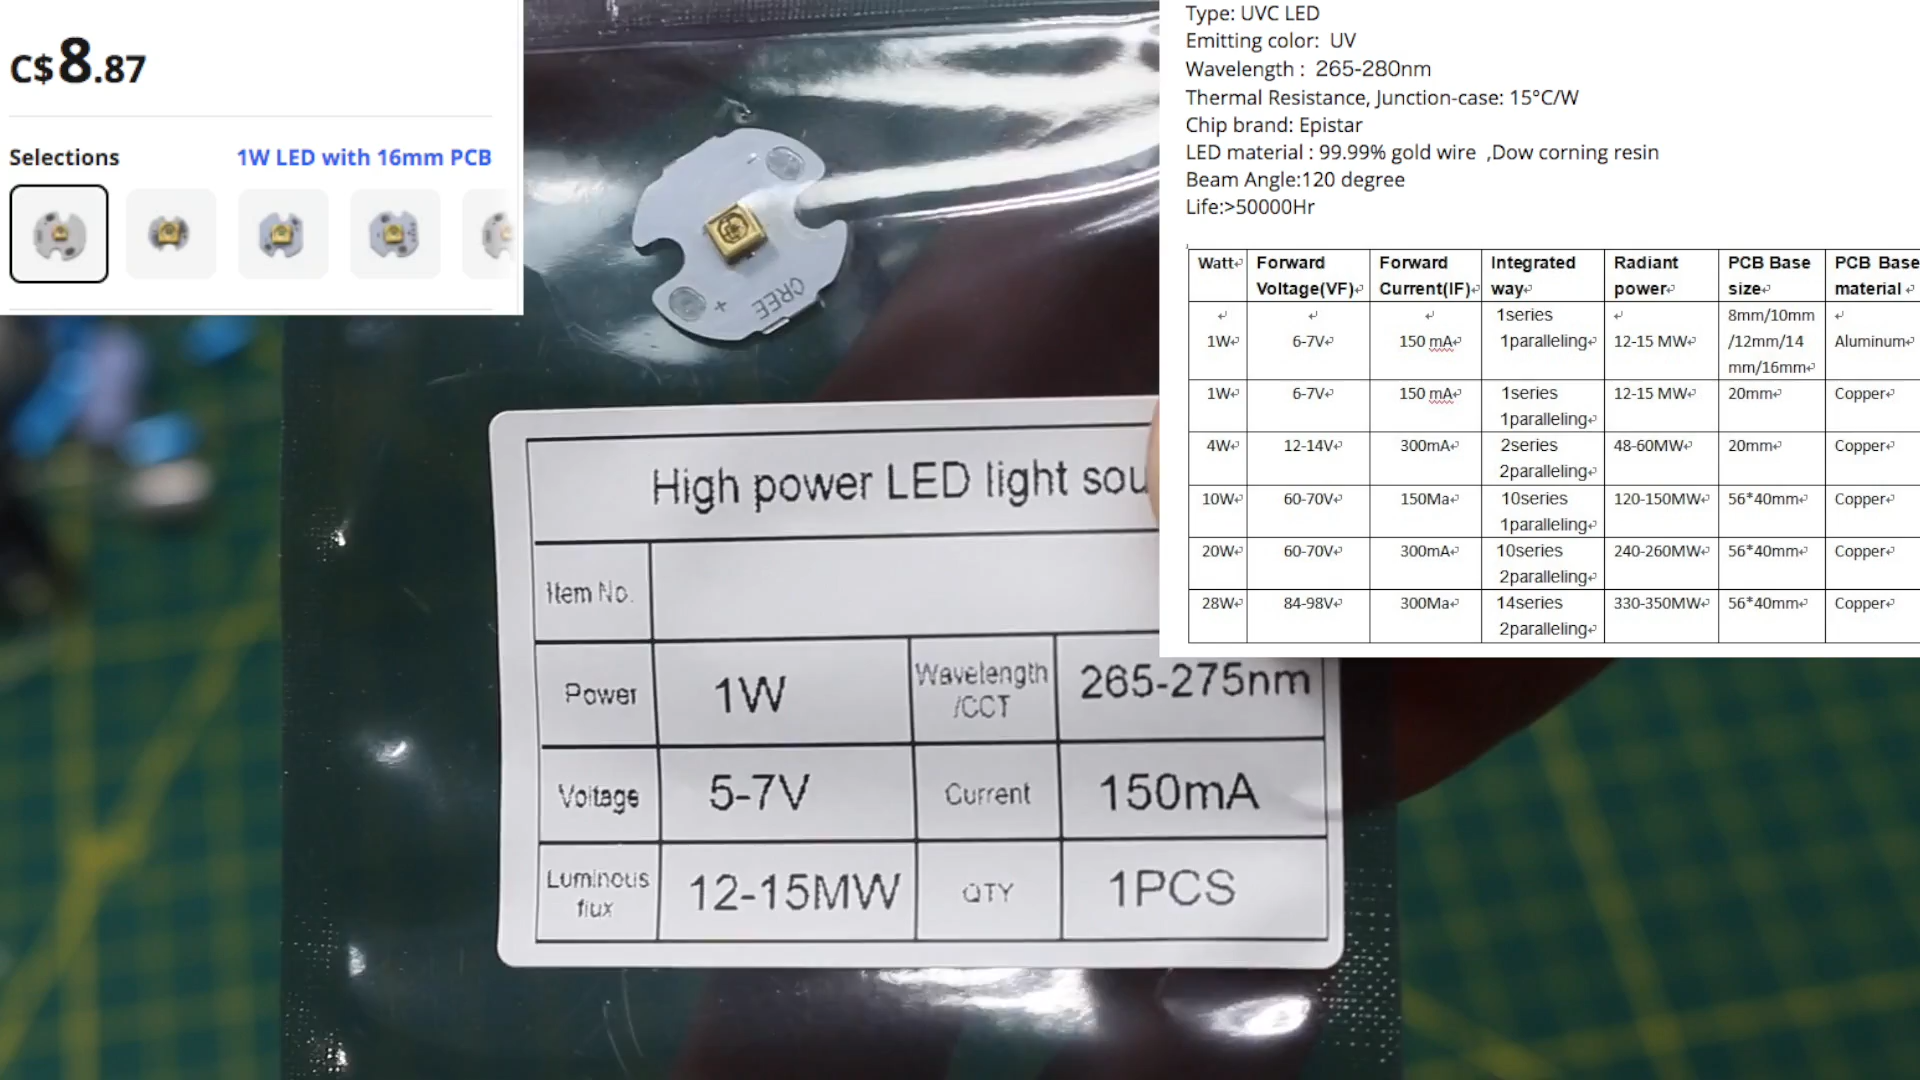 C$8.87
Selections
1W LED with 16mm PCB
- 
+
CREE
High power LED light sou
Item No.
Power 1W Wavelength /CCT 265-275nm
Voltage 5-7V Current 150mA
Luminous flux 12-15MW QTY 1PCS
Type: UVC LED
Emitting color: UV
Wavelength : 265-280nm
Thermal Resistance, Junction-case: 15°C/W
Chip brand: Epistar
LED material : 99.99% gold wire ,Dow corning resin
Beam Angle:120 degree
Life:>50000Hr
Watt Forward Voltage(VF) Forward Current(IF) Integrated way Radiant power PCB Base size PCB Base material
1W 6-7V 150 mA 1series 1paralleling 12-15 MW 8mm/10mm /12mm/14 mm/16mm Aluminum
1W 6-7V 150 mA 1series 1paralleling 12-15 MW 20mm Copper
4W 12-14V 300mA 2series 2paralleling 48-60MW 20mm Copper
10W 60-70V 150Ma 10series 1paralleling 120-150MW 56*40mm Copper
20W 60-70V 300mA 10series 2paralleling 240-260MW 56*40mm Copper
28W 84-98V 300Ma 14series 2paralleling 330-350MW 56*40mm Copper